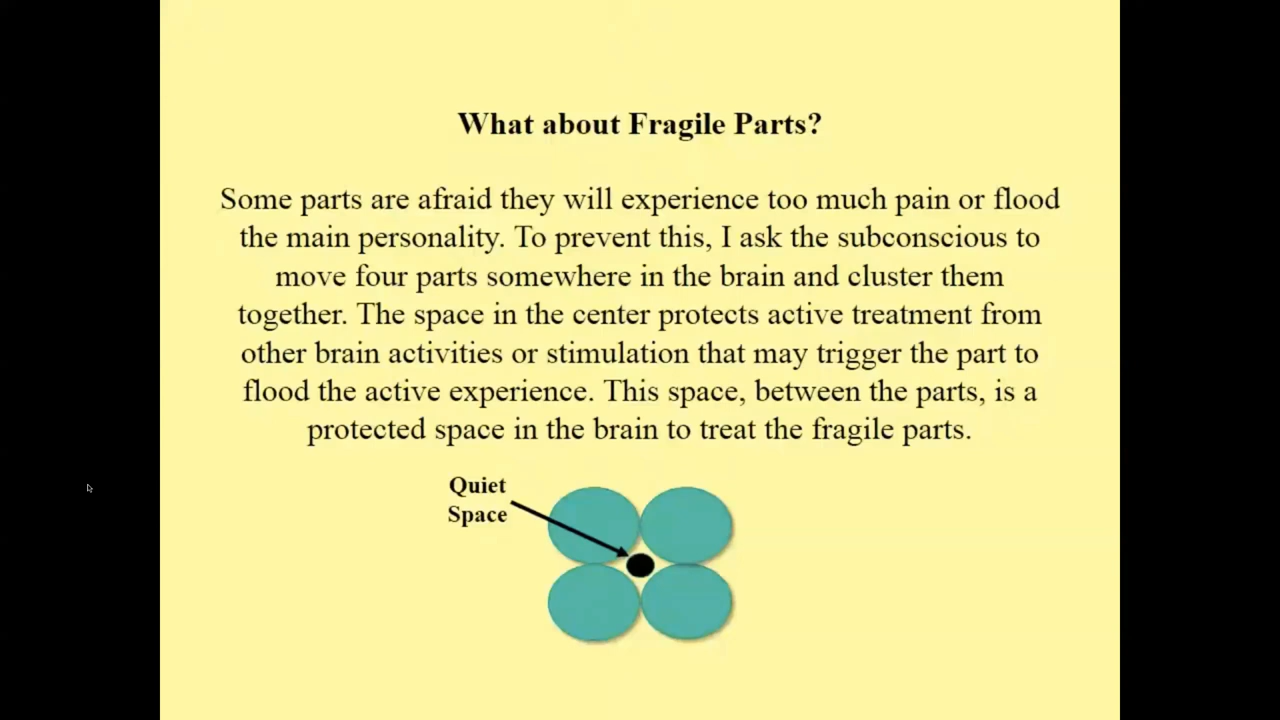 What about Fragile Parts?
Some parts are afraid they will experience too much pain or flood
the main personality. To prevent this, I ask the subconscious to
move four parts somewhere in the brain and cluster them
together. The space in the center protects active treatment from
other brain activities or stimulation that may trigger the part to
flood the active experience. This space, between the parts, is a
protected space in the brain to treat the fragile parts.
Quiet
Space